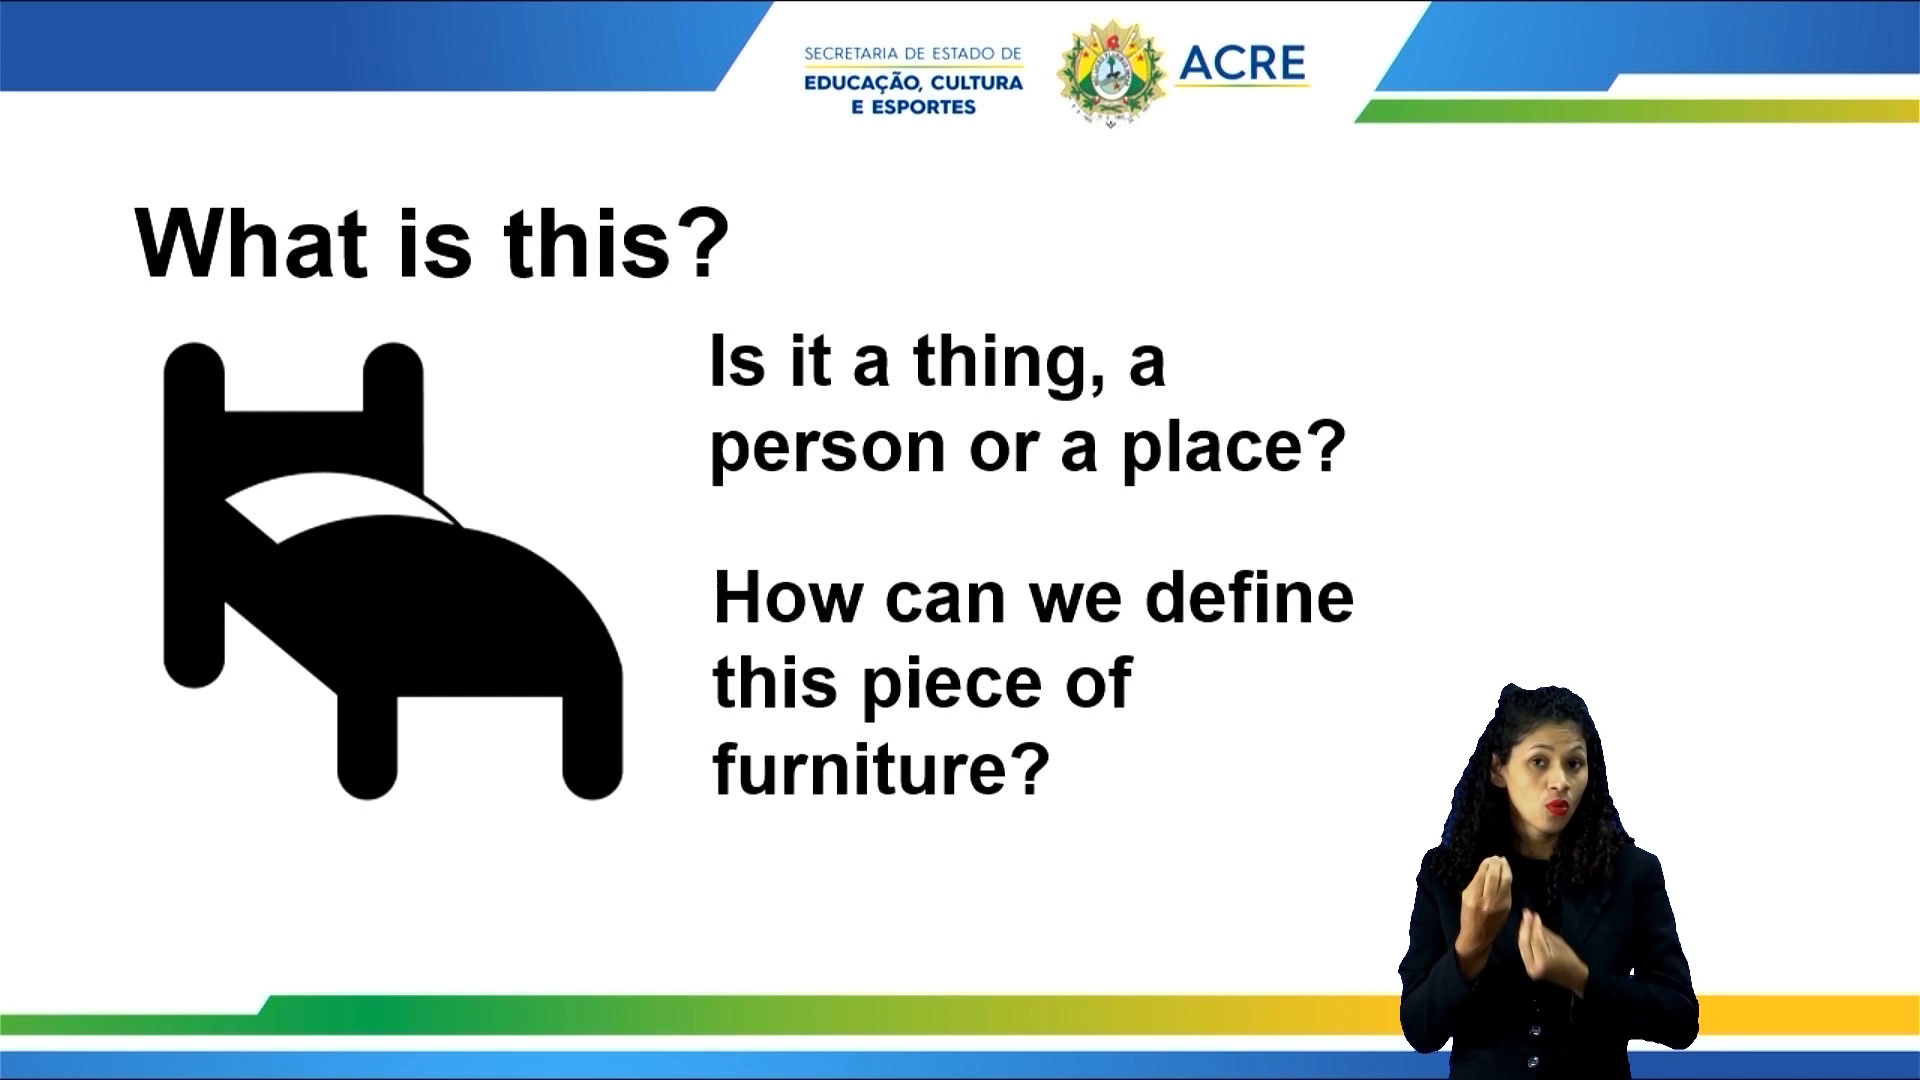 SECRETARIA DE ESTADO DE
EDUCAÇÃO, CULTURA
E ESPORTES
ACRE
What is this?
Is it a thing, a
person or a place?
How can we define
this piece of
furniture?